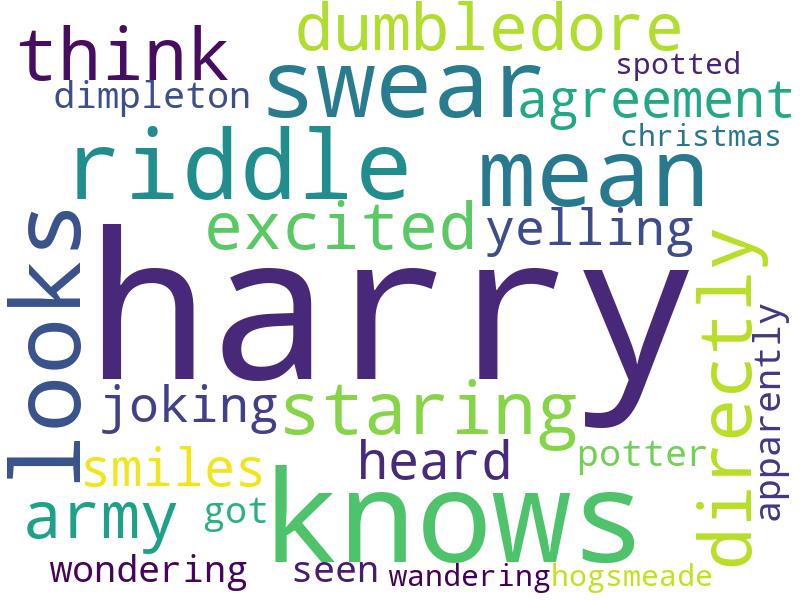 dumbledore
think
spotted
swear
dimpleton
agreement
christmas
riddle
mean
excited
yelling
looks
harry
directly
apparently
joking
staring
smiles
heard
potter
army
got
knows
wondering
seen
wandering
hogsmeade